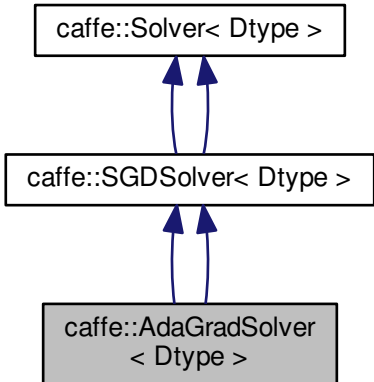 caffe::Solver< Dtype >
caffe::SGDSolver< Dtype >
caffe::AdaGradSolver
< Dtype >